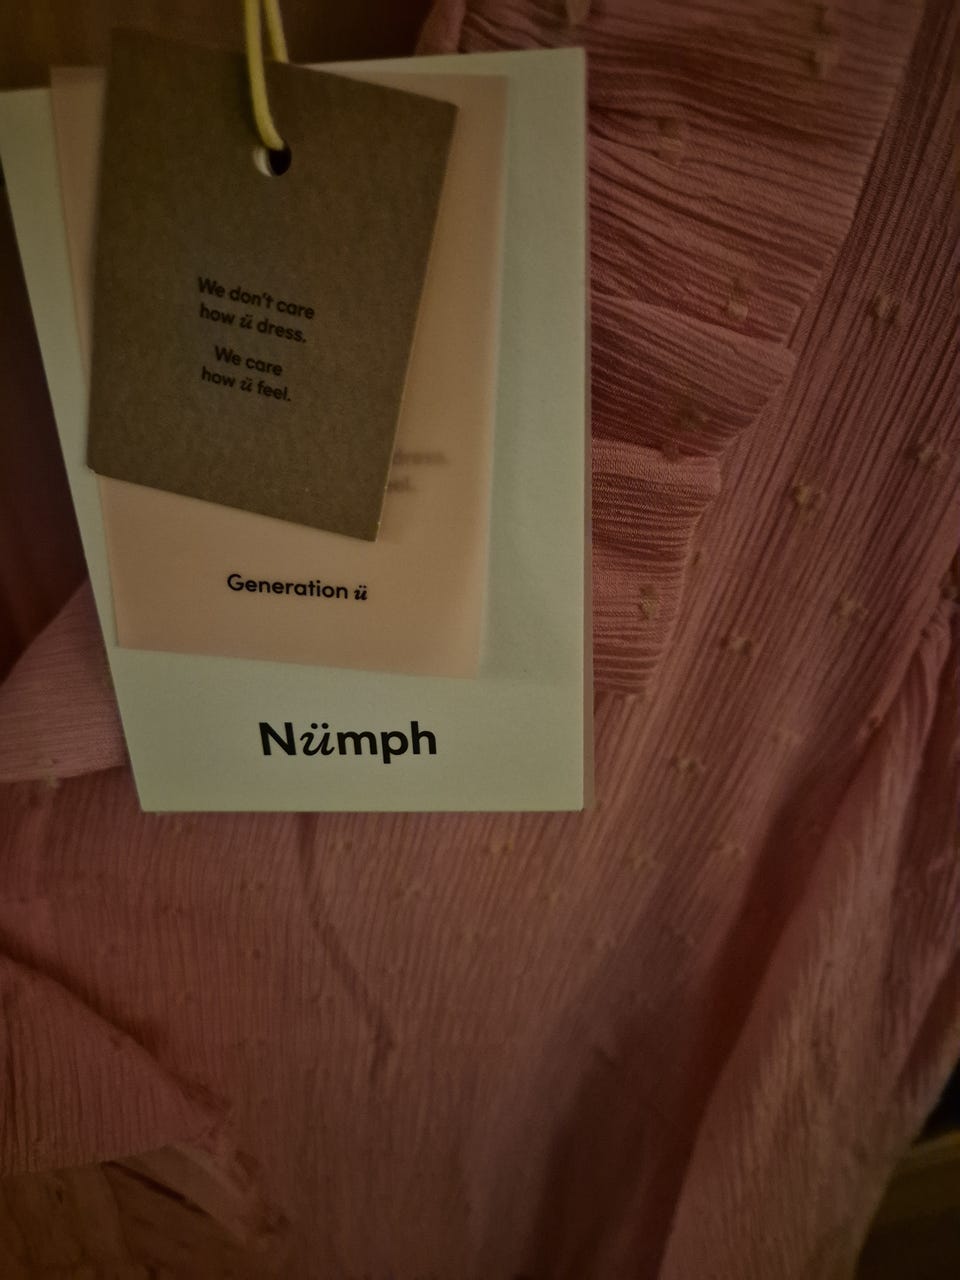 We don't care
how ü dress.
We care
how ü feel.
Generation ü
Nümph